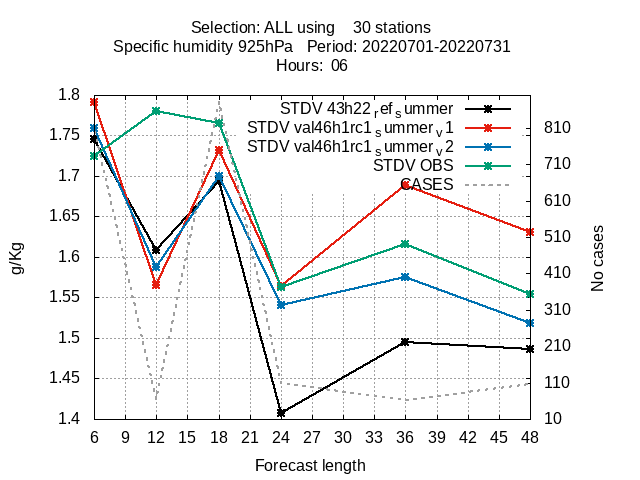 Selection: ALL using    30 stations
Specific humidity 925hPa   Period: 20220701-20220731
Hours:  06
STDV 43h22refsummer
STDV val46h1rc1summerv1
STDV val46h1rc1summerv2
STDV OBS
CASES
1.8
1.75
1.7
1.65
1.6
1.55
1.5
1.45
1.4
g/Kg
810
710
610
510
410
310
210
110
10
No cases
6 9 12 15 18 21 24 27 30 33 36 39 42 45 48
Forecast length